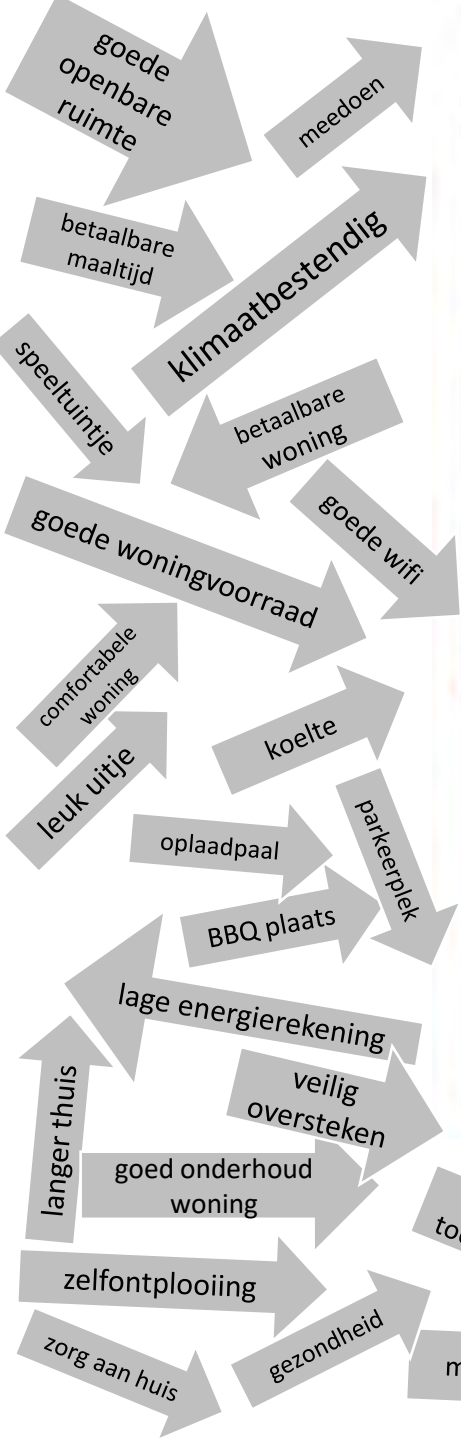 goede
openbare
ruimte
meedoen
betaalbare
maaltijd
klimaatbestendig
speeltuintje
betaalbare
woning
goede wifi
goede woningvoorraad
comfortabele
woning
leuk uitje
koelte
oplaadpaal
parkeerplek
BBQ plaats
lage energierekening
veilig
oversteken
langer thuis
goed onderhoud
woning
zelfontplooiing
zorg aan huis
gezondheid